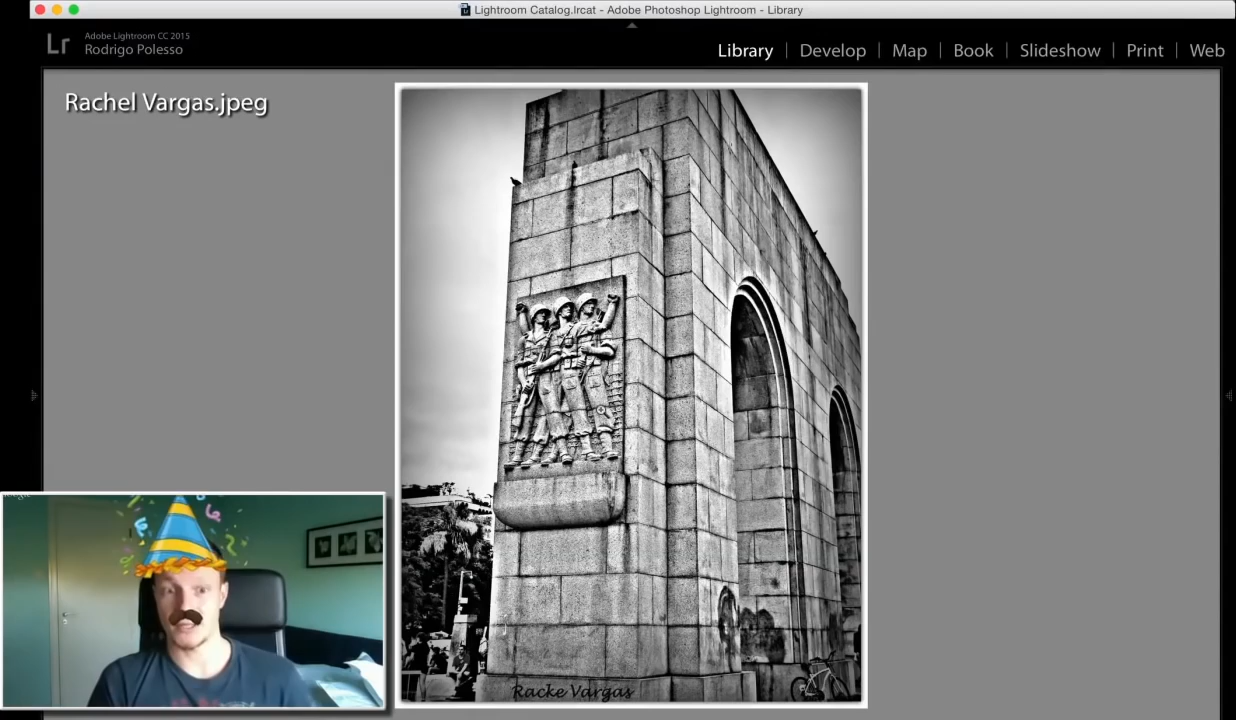 Lightroom Catalog.lrcat - Adobe Photoshop Lightroom - Library
Lr
Adobe Lightroom CC 2015
Rodrigo Polesso
Library | Develop | Map | Book | Slideshow | Print | Web
Rachel Vargas.jpeg
Racke Vargas